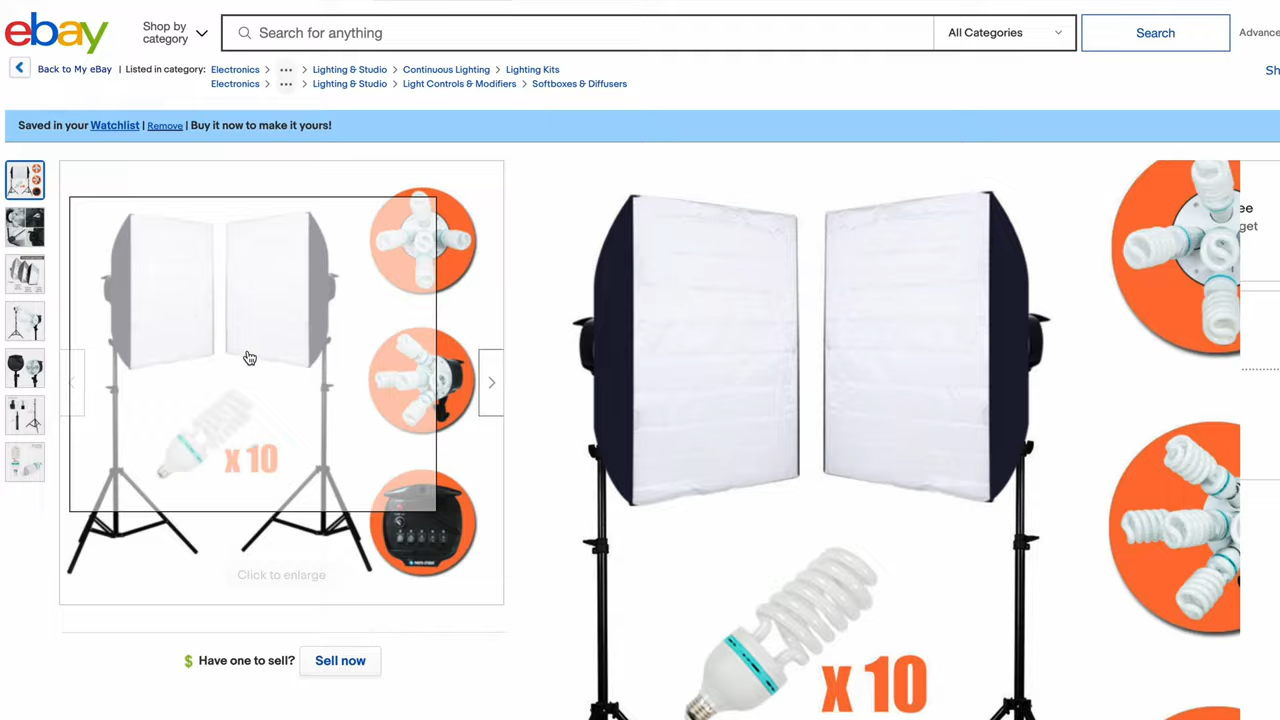 ebay
Shop by
category
Search for anything
All Categories
Search
Advance
Back to My eBay | Listed in category:
Electronics > ... > Lighting & Studio > Continuous Lighting > Lighting Kits
Electronics > ... > Lighting & Studio > Light Controls & Modifiers > Softboxes & Diffusers
Sh
Saved in your Watchlist | Remove | Buy it now to make it yours!
ee
get
x 10
Click to enlarge
x 10
$ Have one to sell? Sell now